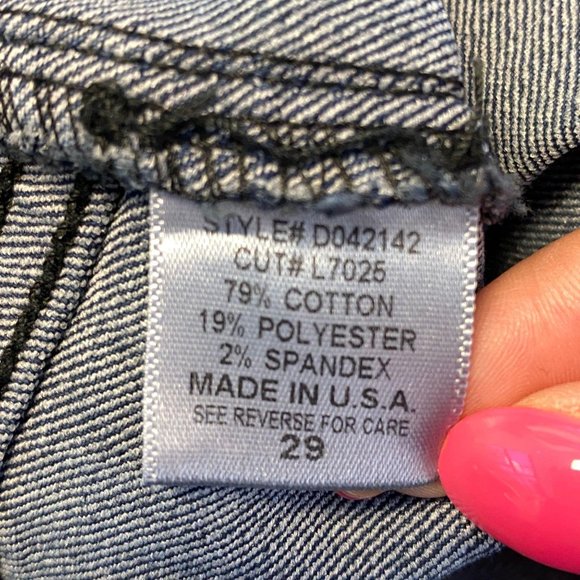 STYLE# D042142
CUT# L7025
79% COTTON
19% POLYESTER
2% SPANDEX
MADE IN U.S.A.
SEE REVERSE FOR CARE
29